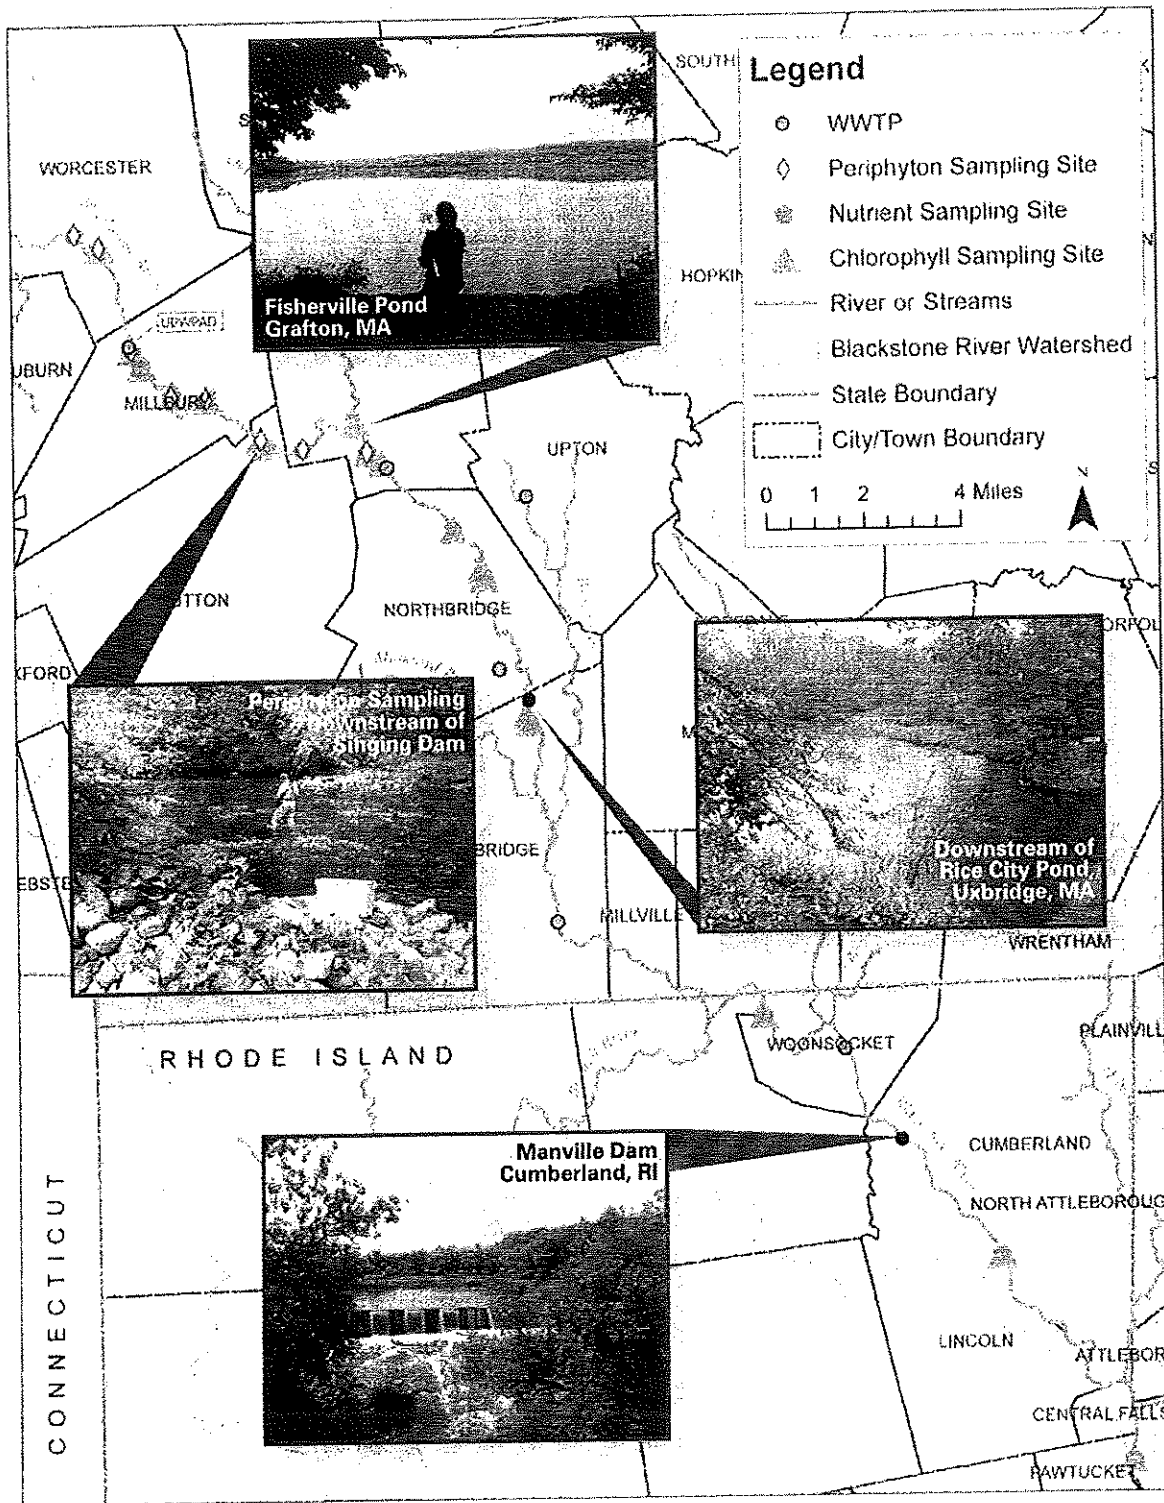 Legend
WWTP
Periphyton Sampling Site
Nutrient Sampling Site
Chlorophyll Sampling Site
River or Streams
Blackstone River Watershed
State Boundary
City/Town Boundary
0 1 2 4 Miles
N
SOUTH
WORCESTER
HOPKIN
Fisherville Pond
Grafton, MA
UPWPAD
UBURN
MILLBURY
UPTON
UTTON
NORTHBRIDGE
XFORD
ORFOL
Periphyton Sampling
Downstream of
Singing Dam
BRIDGE
EBSTE
MILLVILLE
Downstream of
Rice City Pond,
Uxbridge, MA
WRENTHAM
RHODE ISLAND
WOONSOCKET
PLAINVILL
Manville Dam
Cumberland, RI
CUMBERLAND
NORTH ATTLEBOROUG
CONNECTICUT
LINCOLN
ATTLEBOR
CENTRAL FALLS
PAWTUCKET